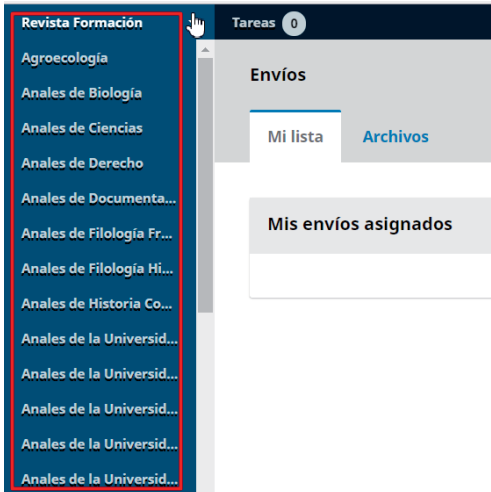 Revista Formación
Agroecología
Anales de Biología
Anales de Ciencias
Anales de Derecho
Anales de Documenta...
Anales de Filología Fr...
Anales de Filología Hi...
Anales de Historia Co...
Anales de la Universid...
Anales de la Universid...
Anales de la Universid...
Anales de la Universid...
Anales de la Universid...
Tareas 0
Envíos
Mi lista Archivos
Mis envíos asignados